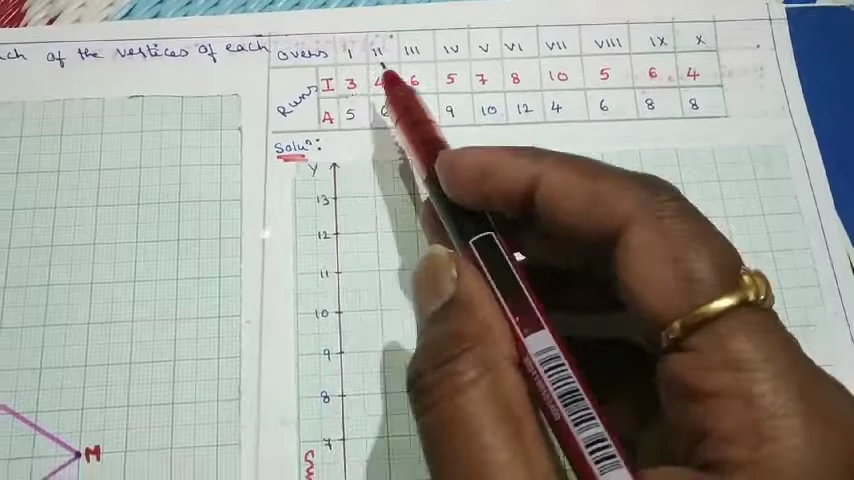 of the vertices of each
overs I II III IV V VI VII VIII IX X
Runs I 3 4 6 5 7 8 10 5 6 4
A 5 6 9 10 12 4 6 8 8
Solu?:
Y
13
12
11
10
9
8
7
M